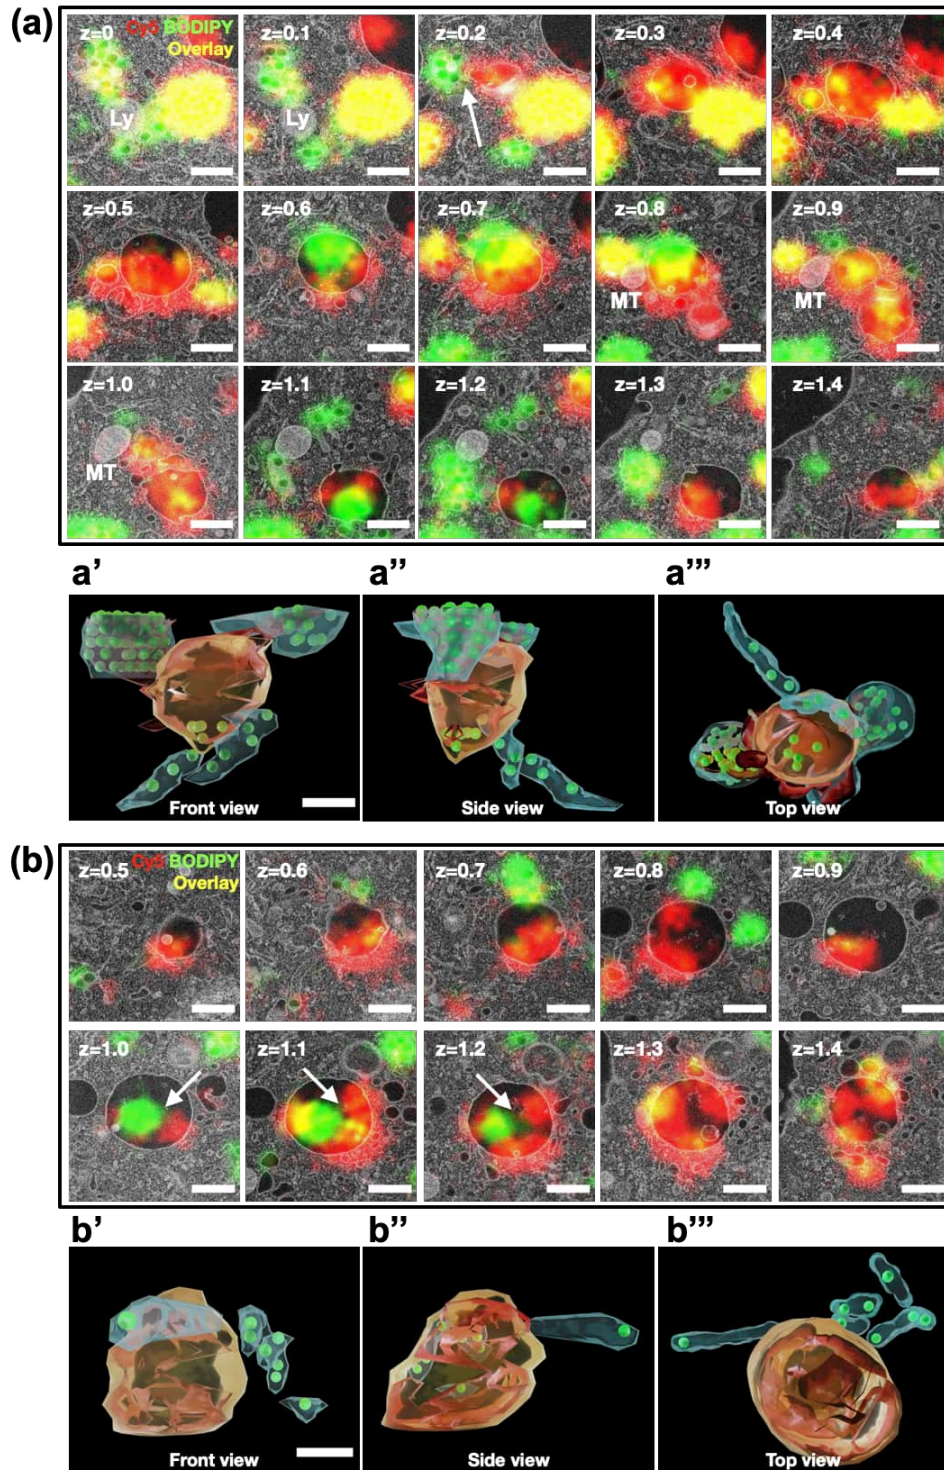 (a)
z=0 Cy5 BODIPY
Overlay
z=0.1
z=0.2
z=0.3
z=0.4
Ly
Ly
z=0.5
z=0.6
z=0.7
z=0.8
z=0.9
MT
MT
z=1.0
z=1.1
z=1.2
z=1.3
z=1.4
MT
a'
a''
a'''
Front view
Side view
Top view
(b)
z=0.5 Cy5 BODIPY
Overlay
z=0.6
z=0.7
z=0.8
z=0.9
z=1.0
z=1.1
z=1.2
z=1.3
z=1.4
b'
b''
b'''
Front view
Side view
Top view